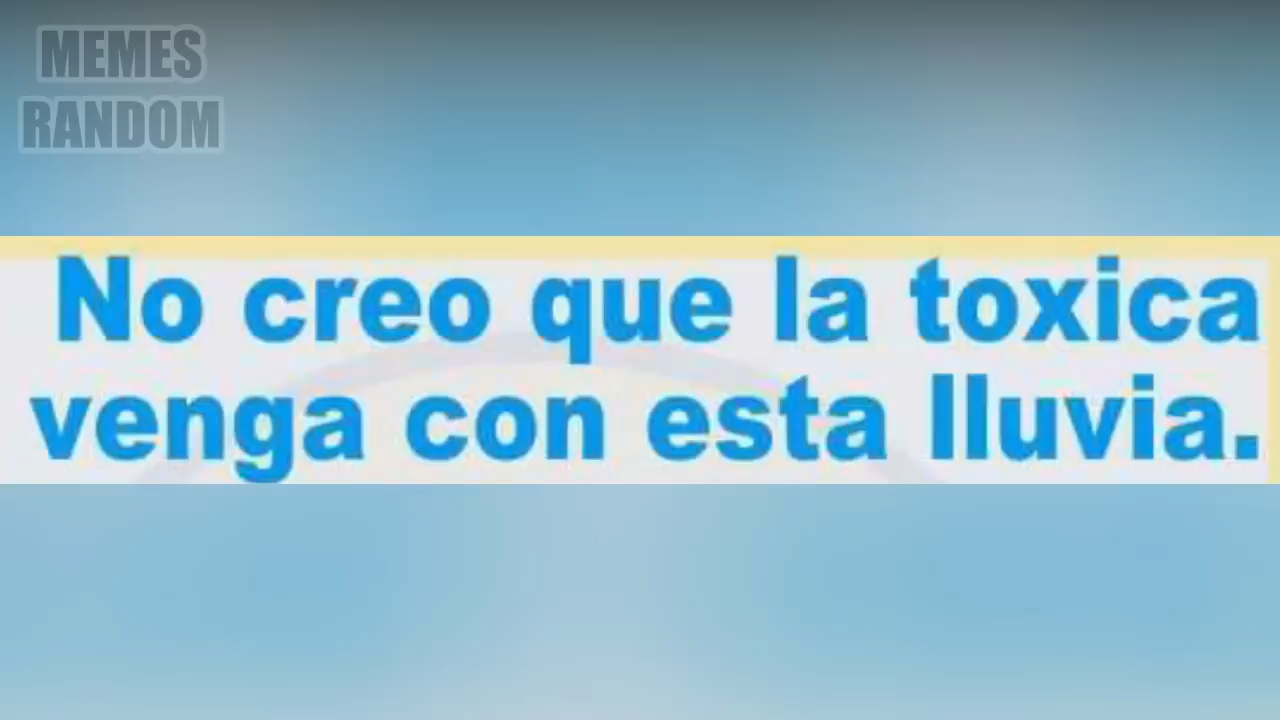 MEMES
RANDOM
No creo que la toxica
venga con esta lluvia.